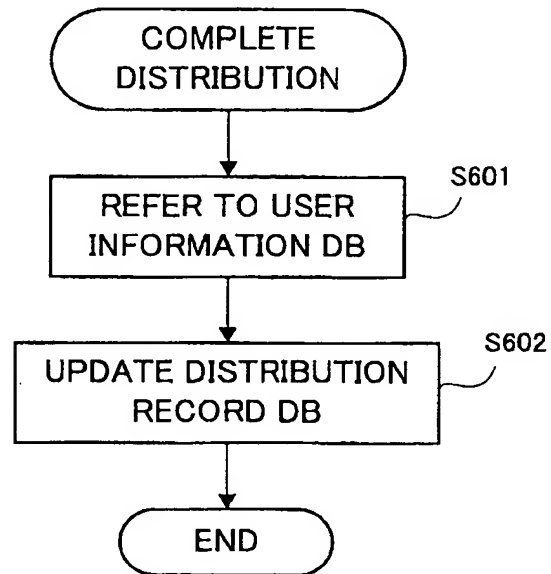 COMPLETE
DISTRIBUTION
S601
REFER TO USER
INFORMATION DB
S602
UPDATE DISTRIBUTION
RECORD DB
END